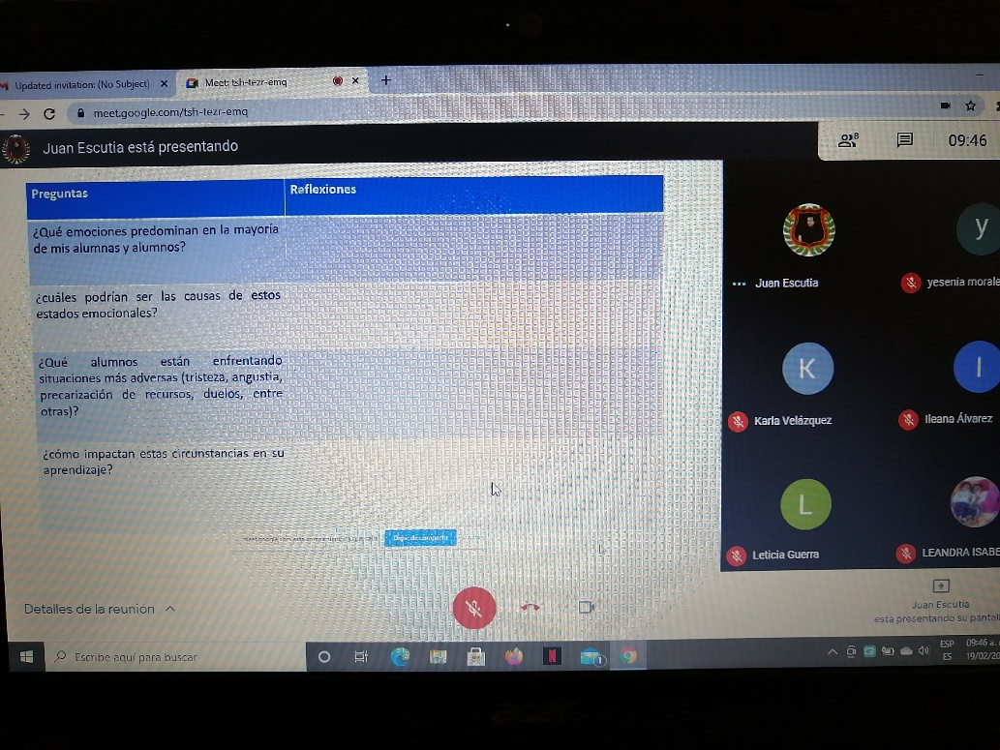 Updated invitation: (No Subject)
Meet: tsh-tezr-emq
meet.google.com/tsh-tezr-emq
Juan Escutia está presentando
8
09:46
Preguntas
Reflexiones
¿Qué emociones predominan en la mayoría
de mis alumnas y alumnos?
¿cuáles podrían ser las causas de estos
estados emocionales?
¿Qué alumnos están enfrentando
situaciones más adversas (tristeza, angustia,
precarización de recursos, duelos, entre
otras)?
¿cómo impactan estas circunstancias en su
aprendizaje?
Dejar de compartir
Juan Escutia
y
yesenia morale
K
Karla Velázquez
I
Ileana Álvarez
L
Leticia Guerra
LEANDRA ISABE
Juan Escutia
está presentando su pantal
Detalles de la reunión
Escribe aquí para buscar
N
1
ESP
ES
09:46 a.
19/02/20
acer